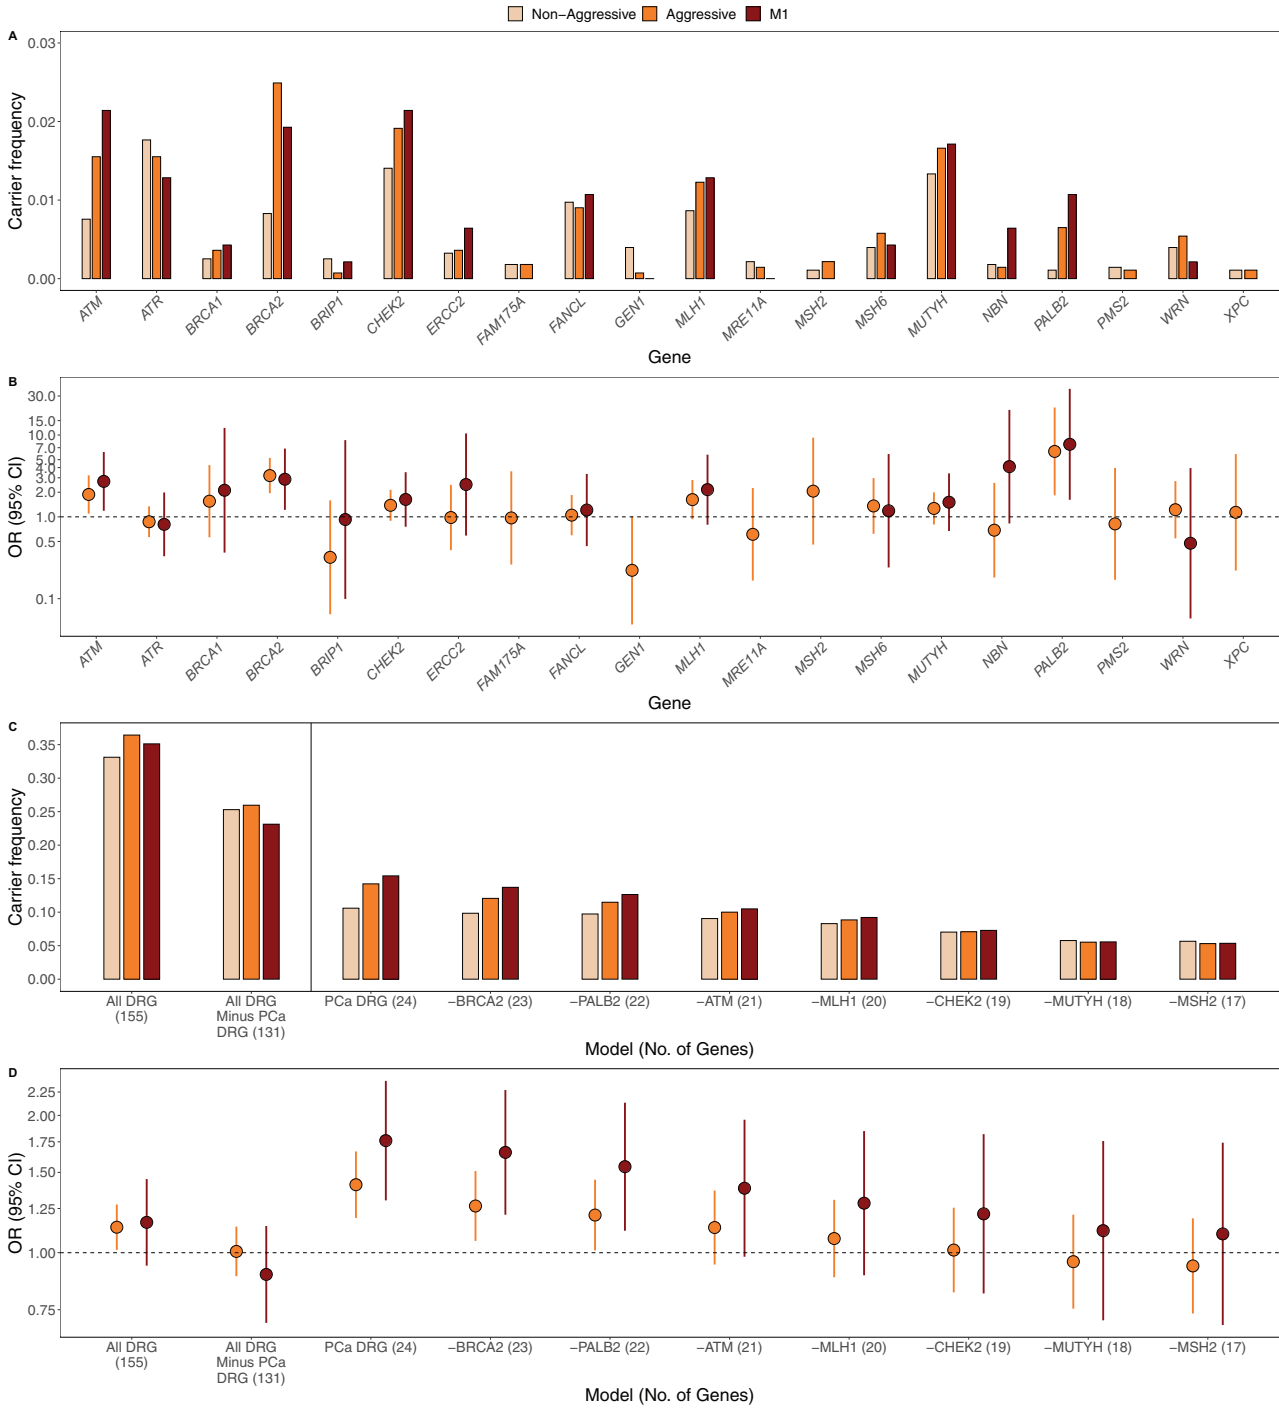 Non−Aggressive Aggressive M1
A
0.03
0.02
0.01
0.00
Carrier frequency
ATM ATR BRCA1 BRCA2 BRIP1 CHEK2 ERCC2 FAM175A FANCL GEN1 MLH1 MRE11A MSH2 MSH6 MUTYH NBN PALB2 PMS2 WRN XPC
Gene
B
30.0
15.0
10.0
7.0
5.0
4.0
3.0
2.0
1.0
0.5
0.1
OR (95% CI)
ATM ATR BRCA1 BRCA2 BRIP1 CHEK2 ERCC2 FAM175A FANCL GEN1 MLH1 MRE11A MSH2 MSH6 MUTYH NBN PALB2 PMS2 WRN XPC
Gene
C
0.35
0.30
0.25
0.20
0.15
0.10
0.05
0.00
Carrier frequency
All DRG All DRG PCa DRG (24) −BRCA2 (23) −PALB2 (22) −ATM (21) −MLH1 (20) −CHEK2 (19) −MUTYH (18) −MSH2 (17)
(155) Minus PCa
DRG (131)
Model (No. of Genes)
D
2.25
2.00
1.75
1.50
1.25
1.00
0.75
OR (95% CI)
All DRG All DRG PCa DRG (24) −BRCA2 (23) −PALB2 (22) −ATM (21) −MLH1 (20) −CHEK2 (19) −MUTYH (18) −MSH2 (17)
(155) Minus PCa
DRG (131)
Model (No. of Genes)